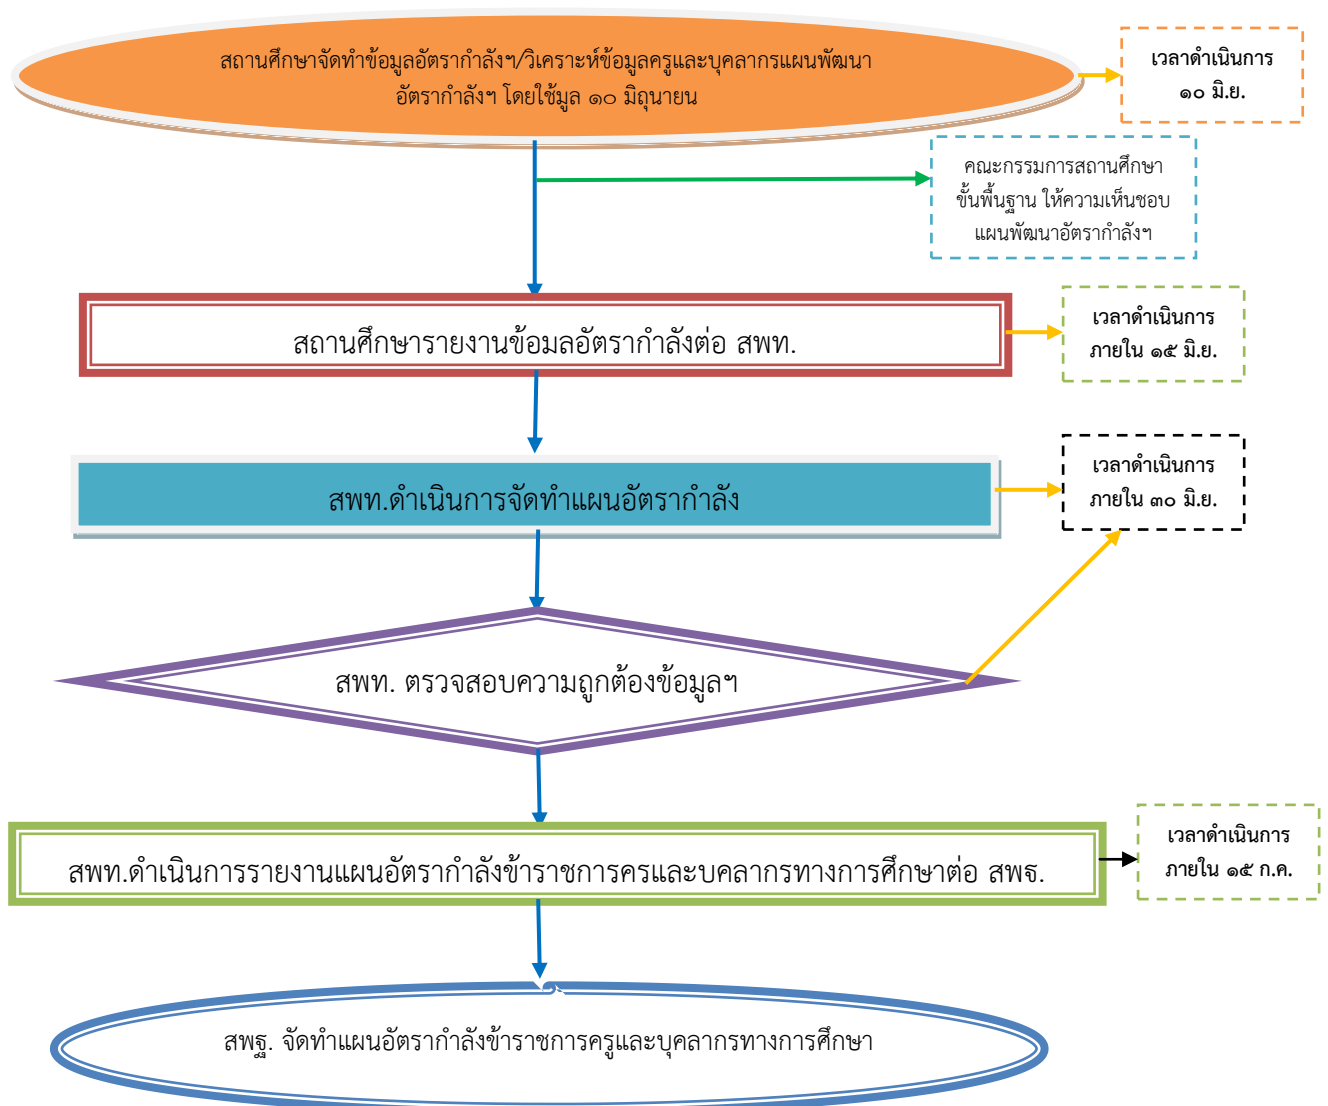 สถานศึกษาจัดทำข้อมูลอัตรากำลังฯ/วิเคราะห์ข้อมูลครูและบุคลากรแผนพัฒนา
อัตรากำลังฯ โดยใช้มูล ๑๐ มิถุนายน
เวลาดำเนินการ
๑๐ มิ.ย.
คณะกรรมการสถานศึกษา
ขั้นพื้นฐาน ให้ความเห็นชอบ
แผนพัฒนาอัตรากำลังฯ
สถานศึกษารายงานข้อมลอัตรากำลังต่อ สพท.
เวลาดำเนินการ
ภายใน ๑๕ มิ.ย.
สพท.ดำเนินการจัดทำแผนอัตรากำลัง
เวลาดำเนินการ
ภายใน ๓๐ มิ.ย.
สพท. ตรวจสอบความถูกต้องข้อมูลฯ
สพท.ดำเนินการรายงานแผนอัตรากำลังข้าราชการครและบคลากรทางการศึกษาต่อ สพฐ.
เวลาดำเนินการ
ภายใน ๑๕ ก.ค.
สพฐ. จัดทำแผนอัตรากำลังข้าราชการครูและบุคลากรทางการศึกษา